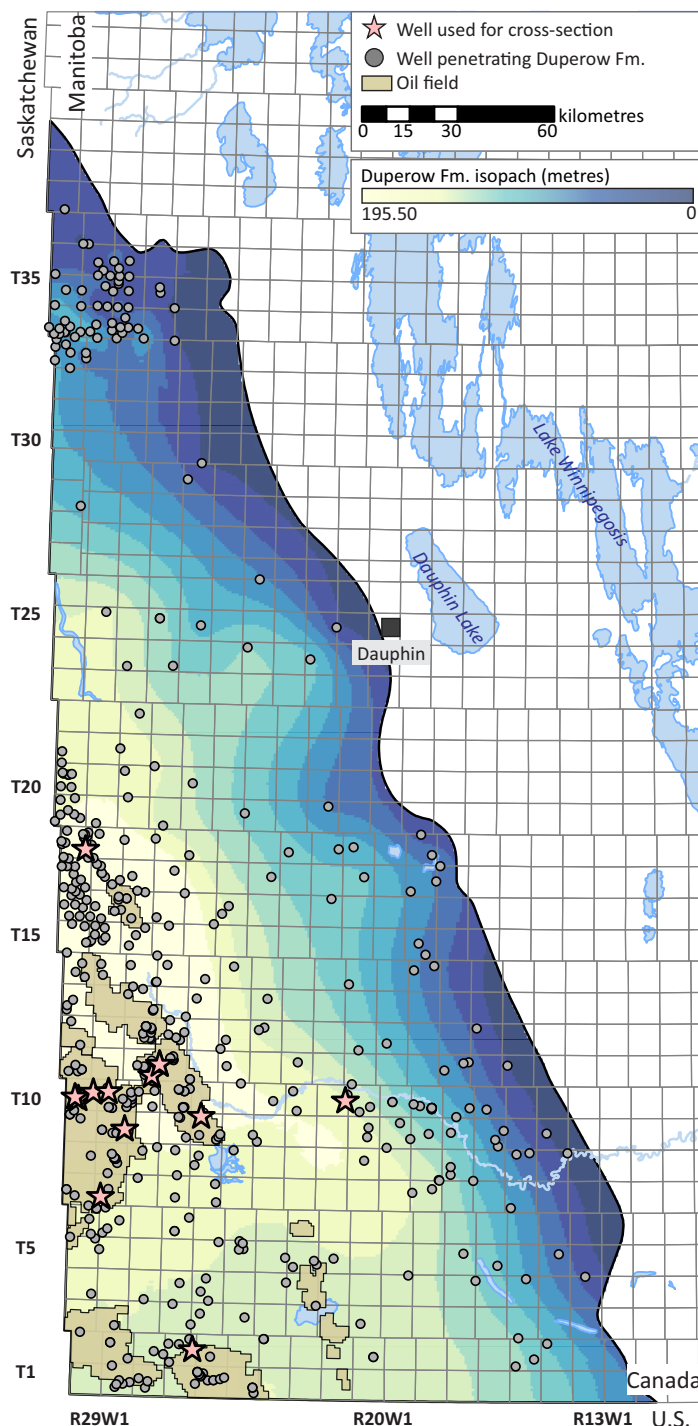 Saskatchewan
Manitoba
Well used for cross-section
Well penetrating Duperow Fm.
Oil field
kilometres
0 15 30 60
Duperow Fm. isopach (metres)
195.50 0
T35
Lake Winnipegosis
T30
Dauphin Lake
T25
Dauphin
T20
T15
T10
T5
T1
Canada
R29W1 R20W1 R13W1 U.S.